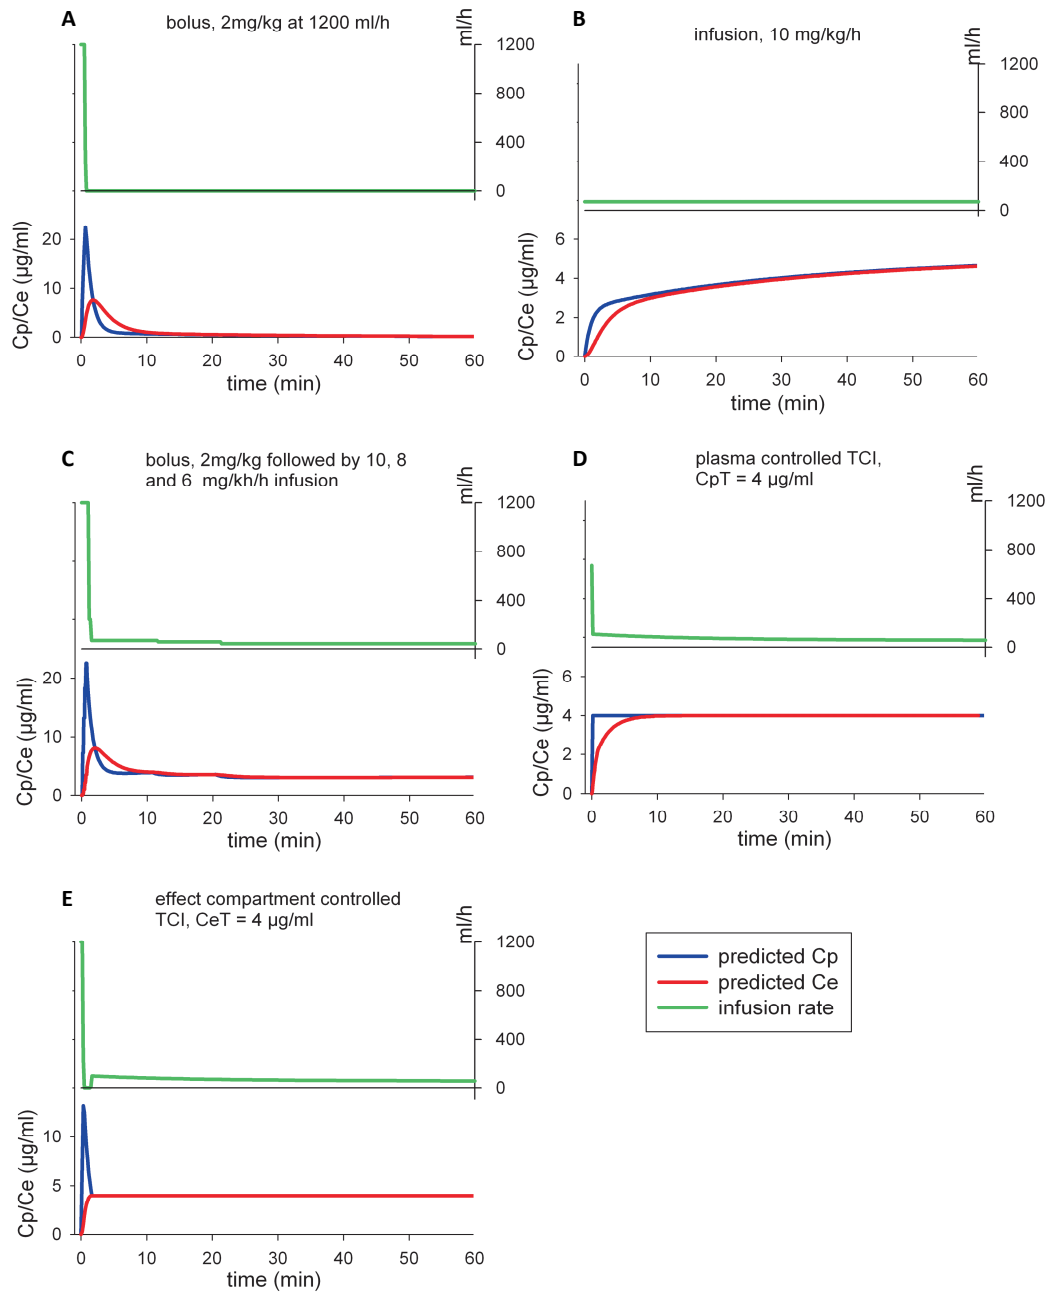 A
bolus, 2mg/kg at 1200 ml/h
ml/h
1200
800
400
0
Cp/Ce (µg/ml)
20
10
0
0 10 20 30 40 50 60
time (min)
B
infusion, 10 mg/kg/h
ml/h
1200
800
400
0
Cp/Ce (µg/ml)
6
4
2
0
0 10 20 30 40 50 60
time (min)
C
bolus, 2mg/kg followed by 10, 8
and 6 mg/kh/h infusion
ml/h
1200
800
400
0
Cp/Ce (µg/ml)
20
10
0
0 10 20 30 40 50 60
time (min)
D
plasma controlled TCI,
CpT = 4 µg/ml
ml/h
1200
800
400
0
Cp/Ce (µg/ml)
6
4
2
0
0 10 20 30 40 50 60
time (min)
E
effect compartment controlled
TCI, CeT = 4 µg/ml
ml/h
1200
800
400
0
Cp/Ce (µg/ml)
10
5
0
0 10 20 30 40 50 60
time (min)
predicted Cp
predicted Ce
infusion rate